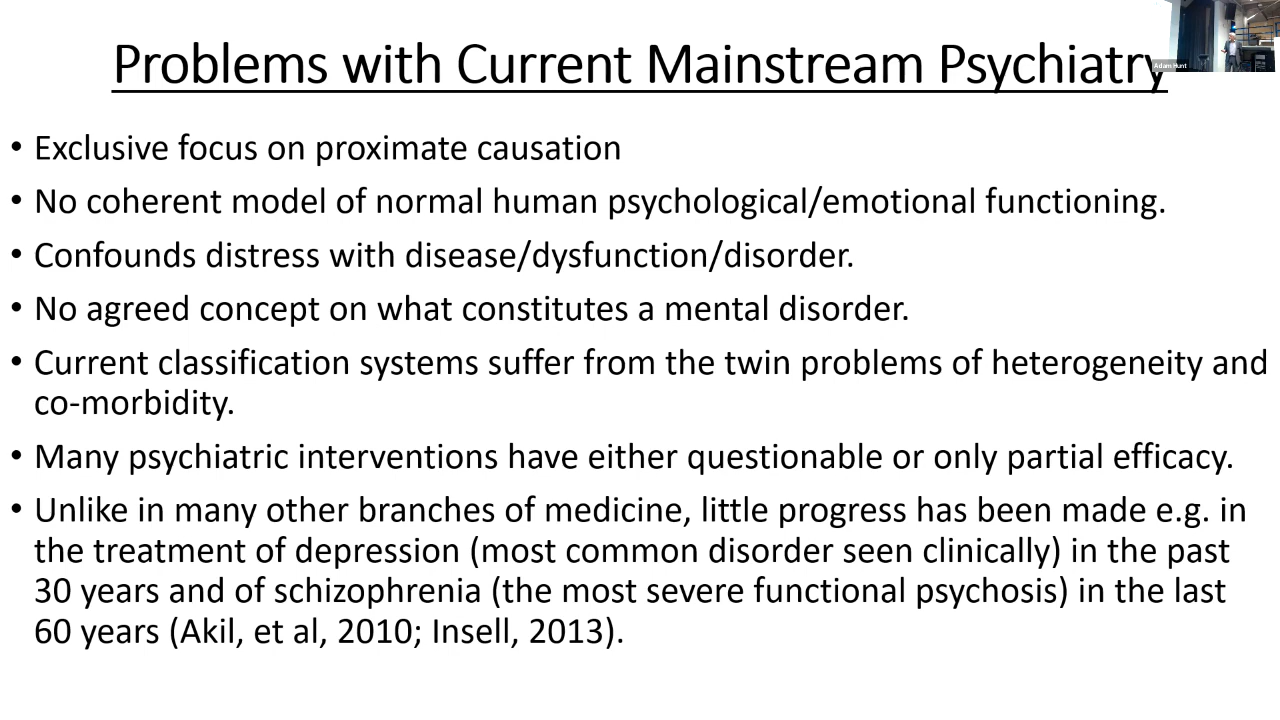 Problems with Current Mainstream Psychiatry
Adam Hunt
• Exclusive focus on proximate causation
• No coherent model of normal human psychological/emotional functioning.
• Confounds distress with disease/dysfunction/disorder.
• No agreed concept on what constitutes a mental disorder.
• Current classification systems suffer from the twin problems of heterogeneity and
co-morbidity.
• Many psychiatric interventions have either questionable or only partial efficacy.
• Unlike in many other branches of medicine, little progress has been made e.g. in
the treatment of depression (most common disorder seen clinically) in the past
30 years and of schizophrenia (the most severe functional psychosis) in the last
60 years (Akil, et al, 2010; Insell, 2013).